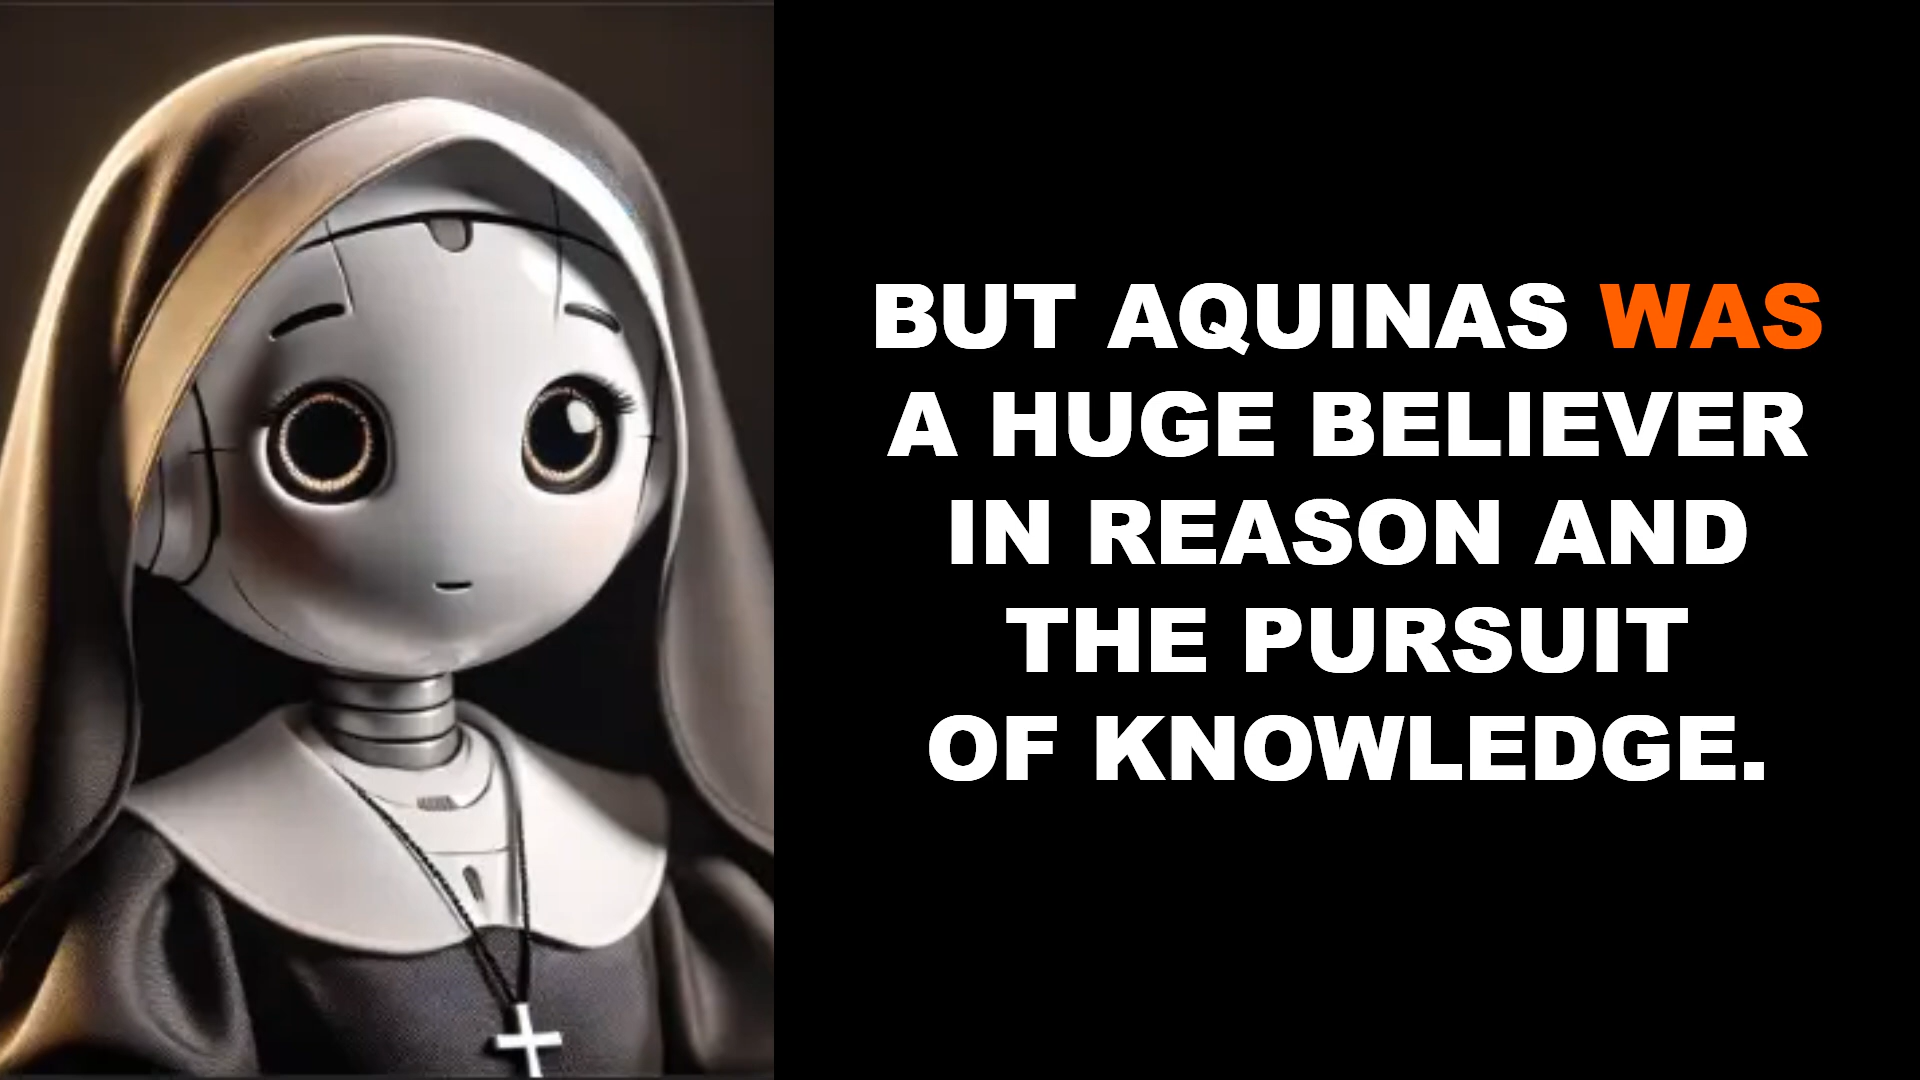 BUT AQUINAS WAS
A HUGE BELIEVER
IN REASON AND
THE PURSUIT
OF KNOWLEDGE.